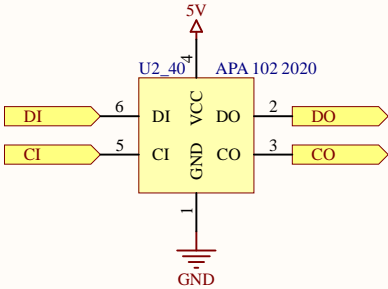 5V
4
U2_40 APA 102 2020
DI 6 DI VCC DO 2 DO
CI 5 CI GND CO 3 CO
1
GND